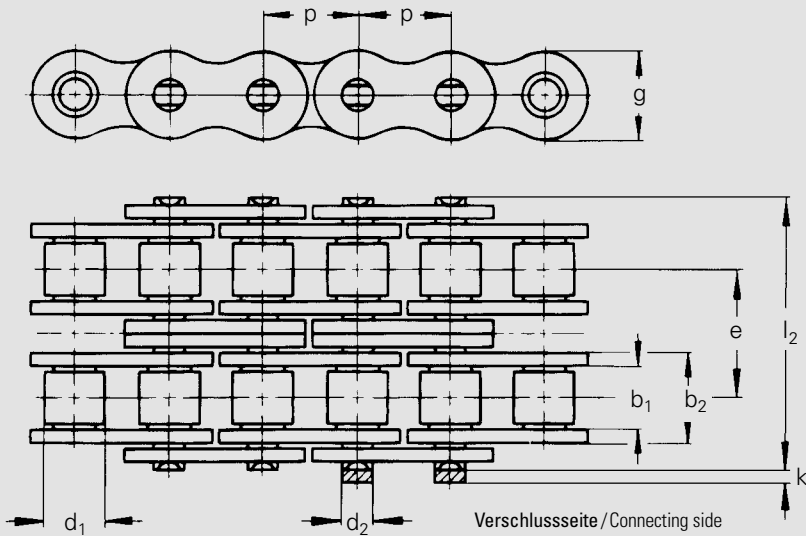 p p
g
e
l₂
b₁ b₂
k
d₁ d₂
Verschlussseite / Connecting side